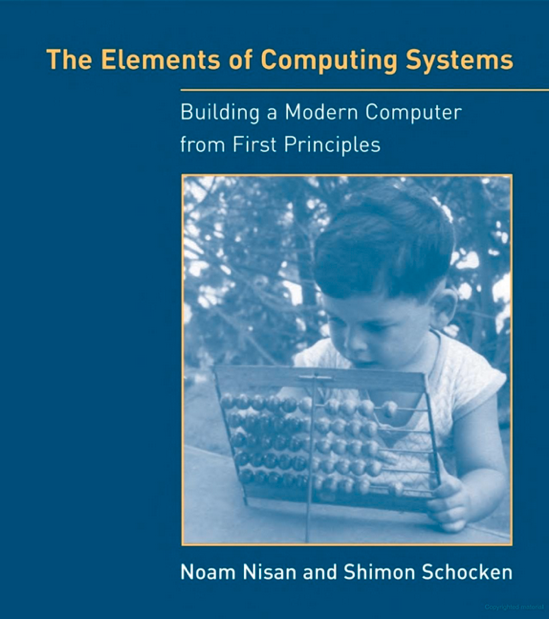 The Elements of Computing Systems
Building a Modern Computer
from First Principles
Noam Nisan and Shimon Schocken